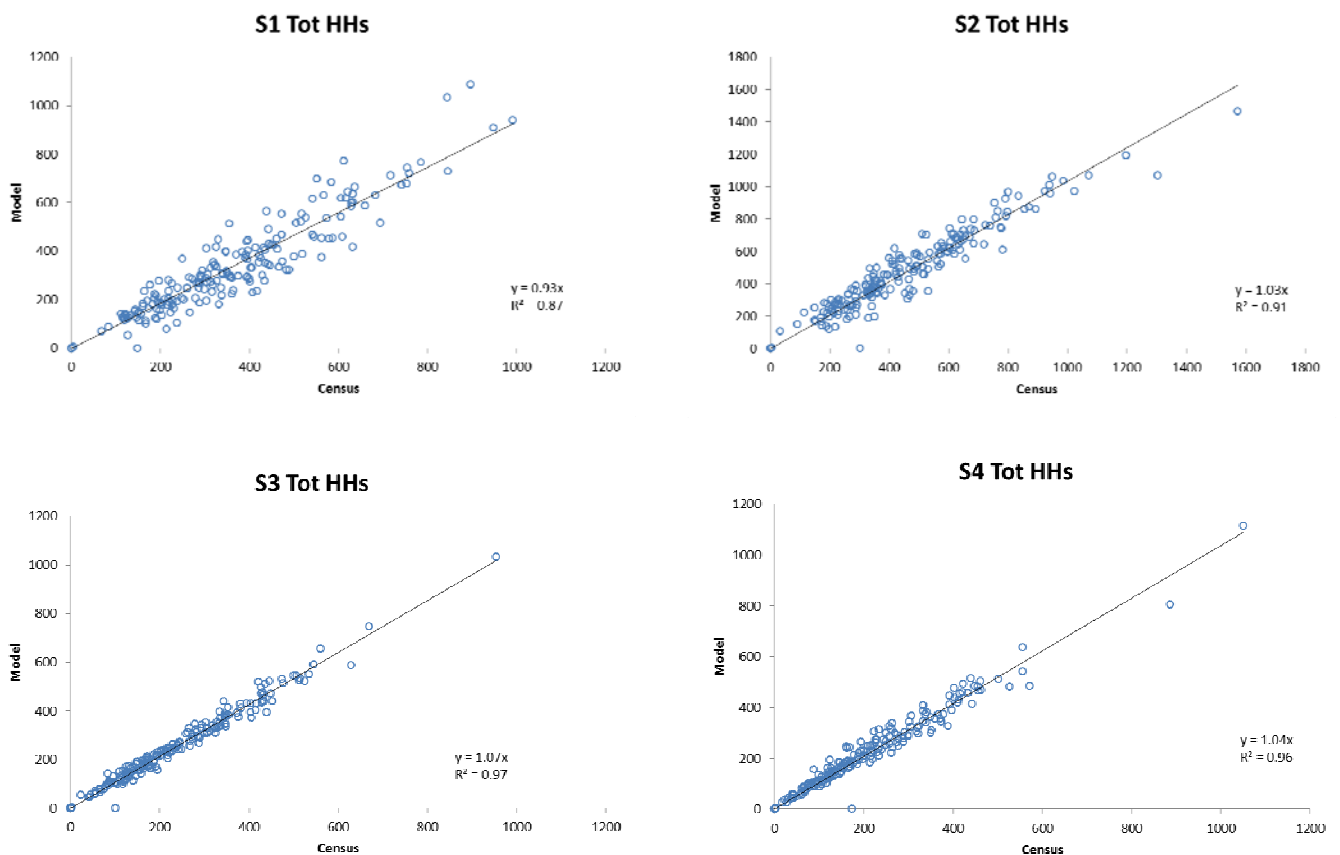 S1 Tot HHs
1200
1000
800
600
400
200
0
Model
0 200 400 600 800 1000 1200
Census
y = 0.93x
R² = 0.87
S2 Tot HHs
1800
1600
1400
1200
1000
800
600
400
200
0
Model
0 200 400 600 800 1000 1200 1400 1600 1800
Census
y = 1.03x
R² = 0.91
S3 Tot HHs
1200
1000
800
600
400
200
0
Model
0 200 400 600 800 1000 1200
Census
y = 1.07x
R² = 0.97
S4 Tot HHs
1200
1000
800
600
400
200
0
Model
0 200 400 600 800 1000 1200
Census
y = 1.04x
R² = 0.96